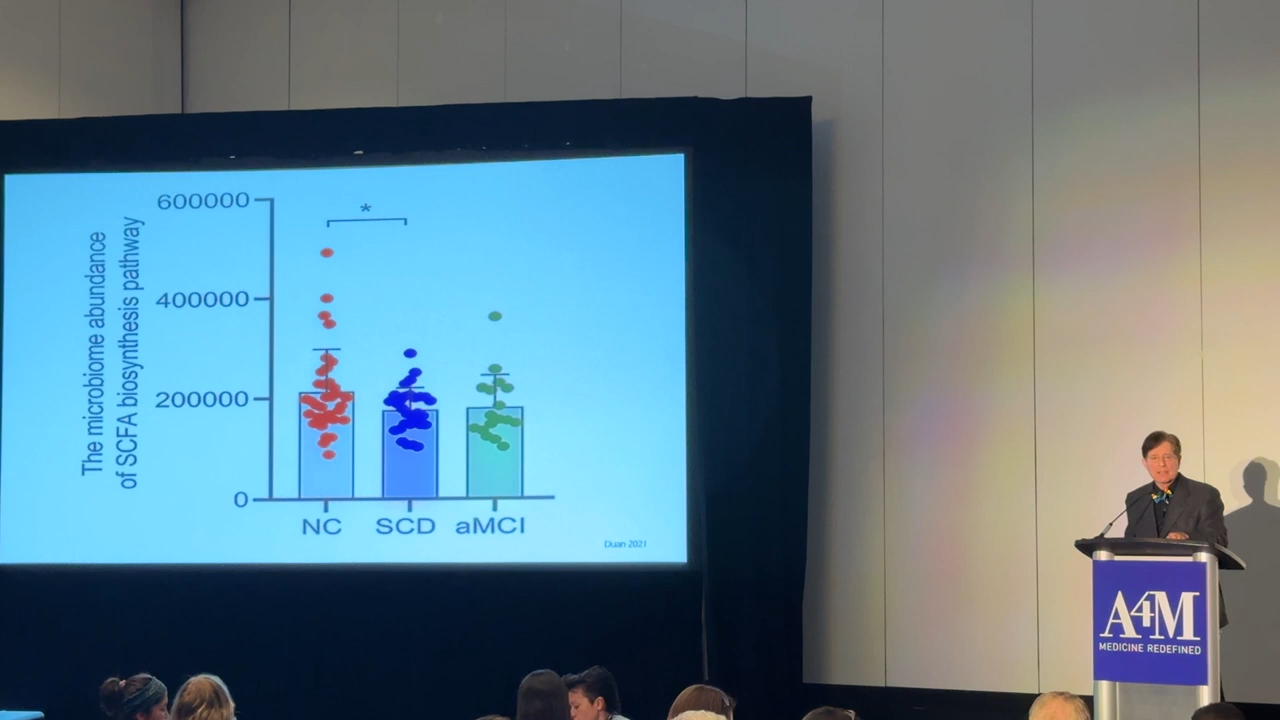 The microbiome abundance
of SCFA biosynthesis pathway
600000
400000
200000
0
*
NC SCD aMCI
Duan 2021
A4M
MEDICINE REDEFINED